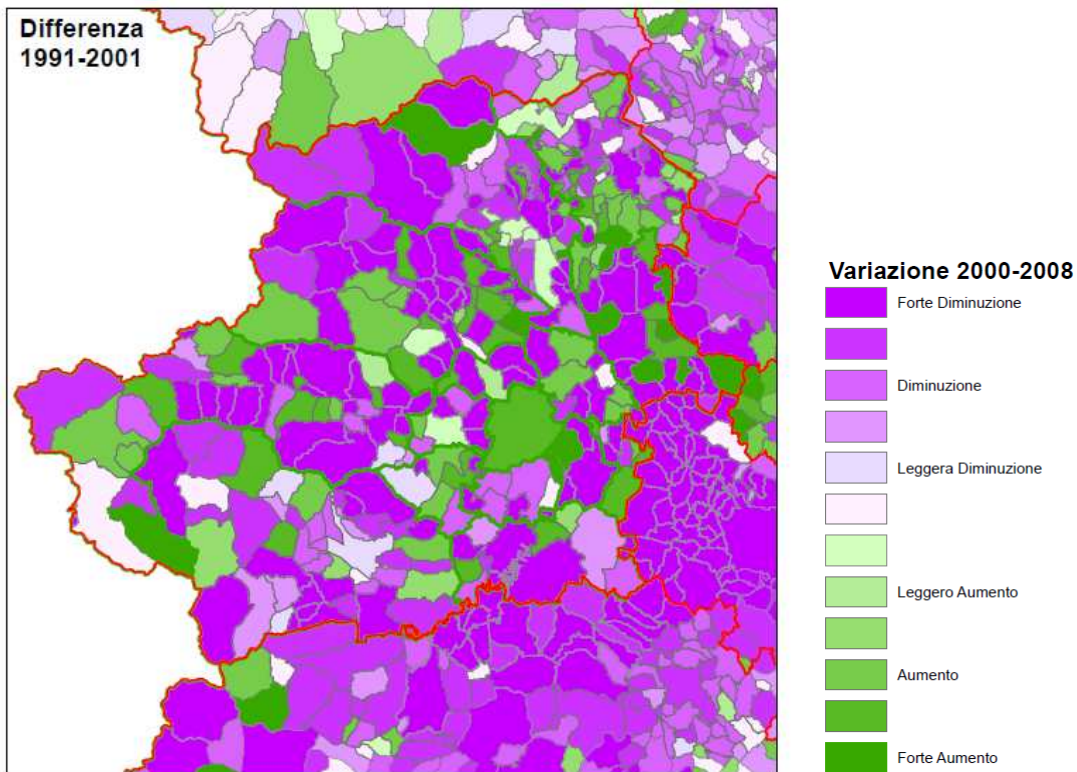 Differenza
1991-2001
Variazione 2000-2008
Forte Diminuzione
Diminuzione
Leggera Diminuzione
Leggero Aumento
Aumento
Forte Aumento